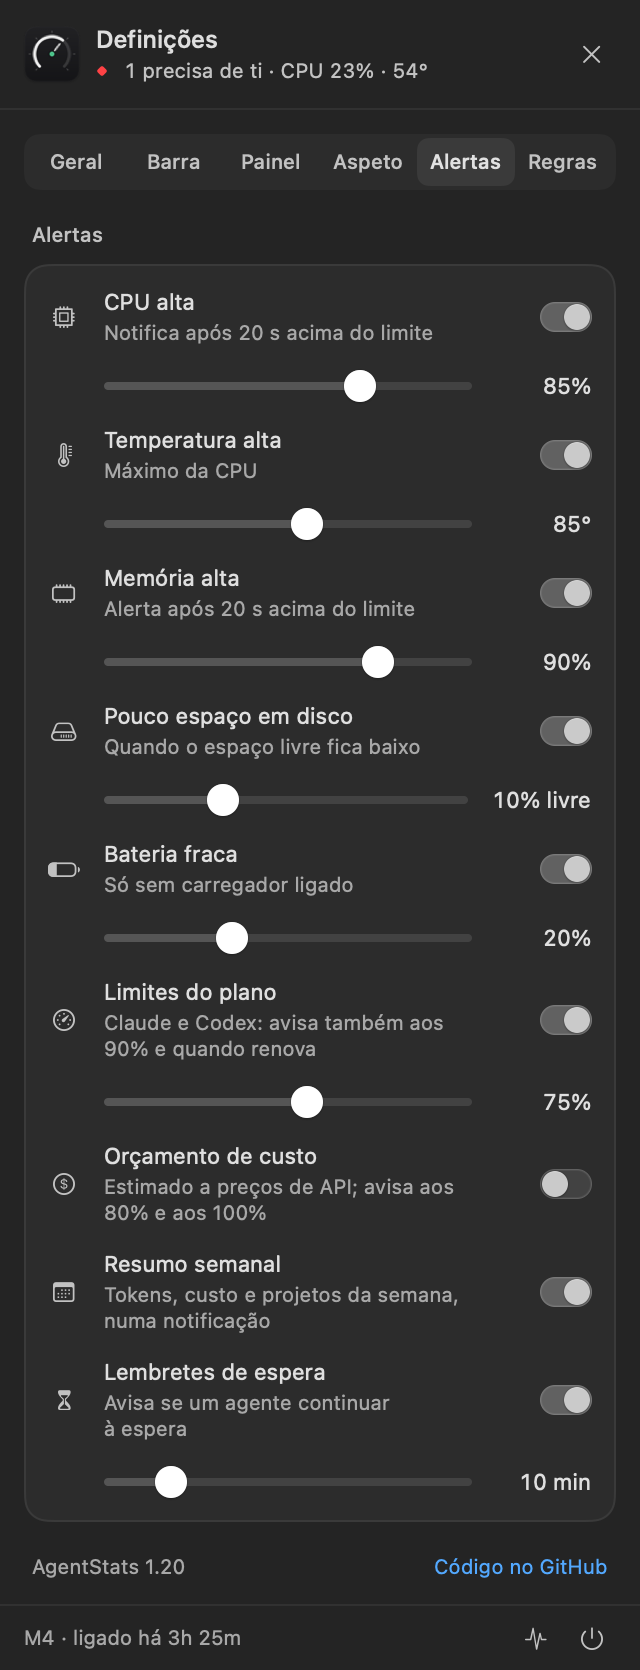 Definições
1 precisa de ti · CPU 23% · 54°
Geral Barra Painel Aspeto Alertas Regras
Alertas
CPU alta
Notifica após 20 s acima do limite
85%
Temperatura alta
Máximo da CPU
85°
Memória alta
Alerta após 20 s acima do limite
90%
Pouco espaço em disco
Quando o espaço livre fica baixo
10% livre
Bateria fraca
Só sem carregador ligado
20%
Limites do plano
Claude e Codex: avisa também aos
90% e quando renova
75%
Orçamento de custo
Estimado a preços de API; avisa aos
80% e aos 100%
Resumo semanal
Tokens, custo e projetos da semana,
numa notificação
Lembretes de espera
Avisa se um agente continuar
à espera
10 min
AgentStats 1.20 Código no GitHub
M4 · ligado há 3h 25m